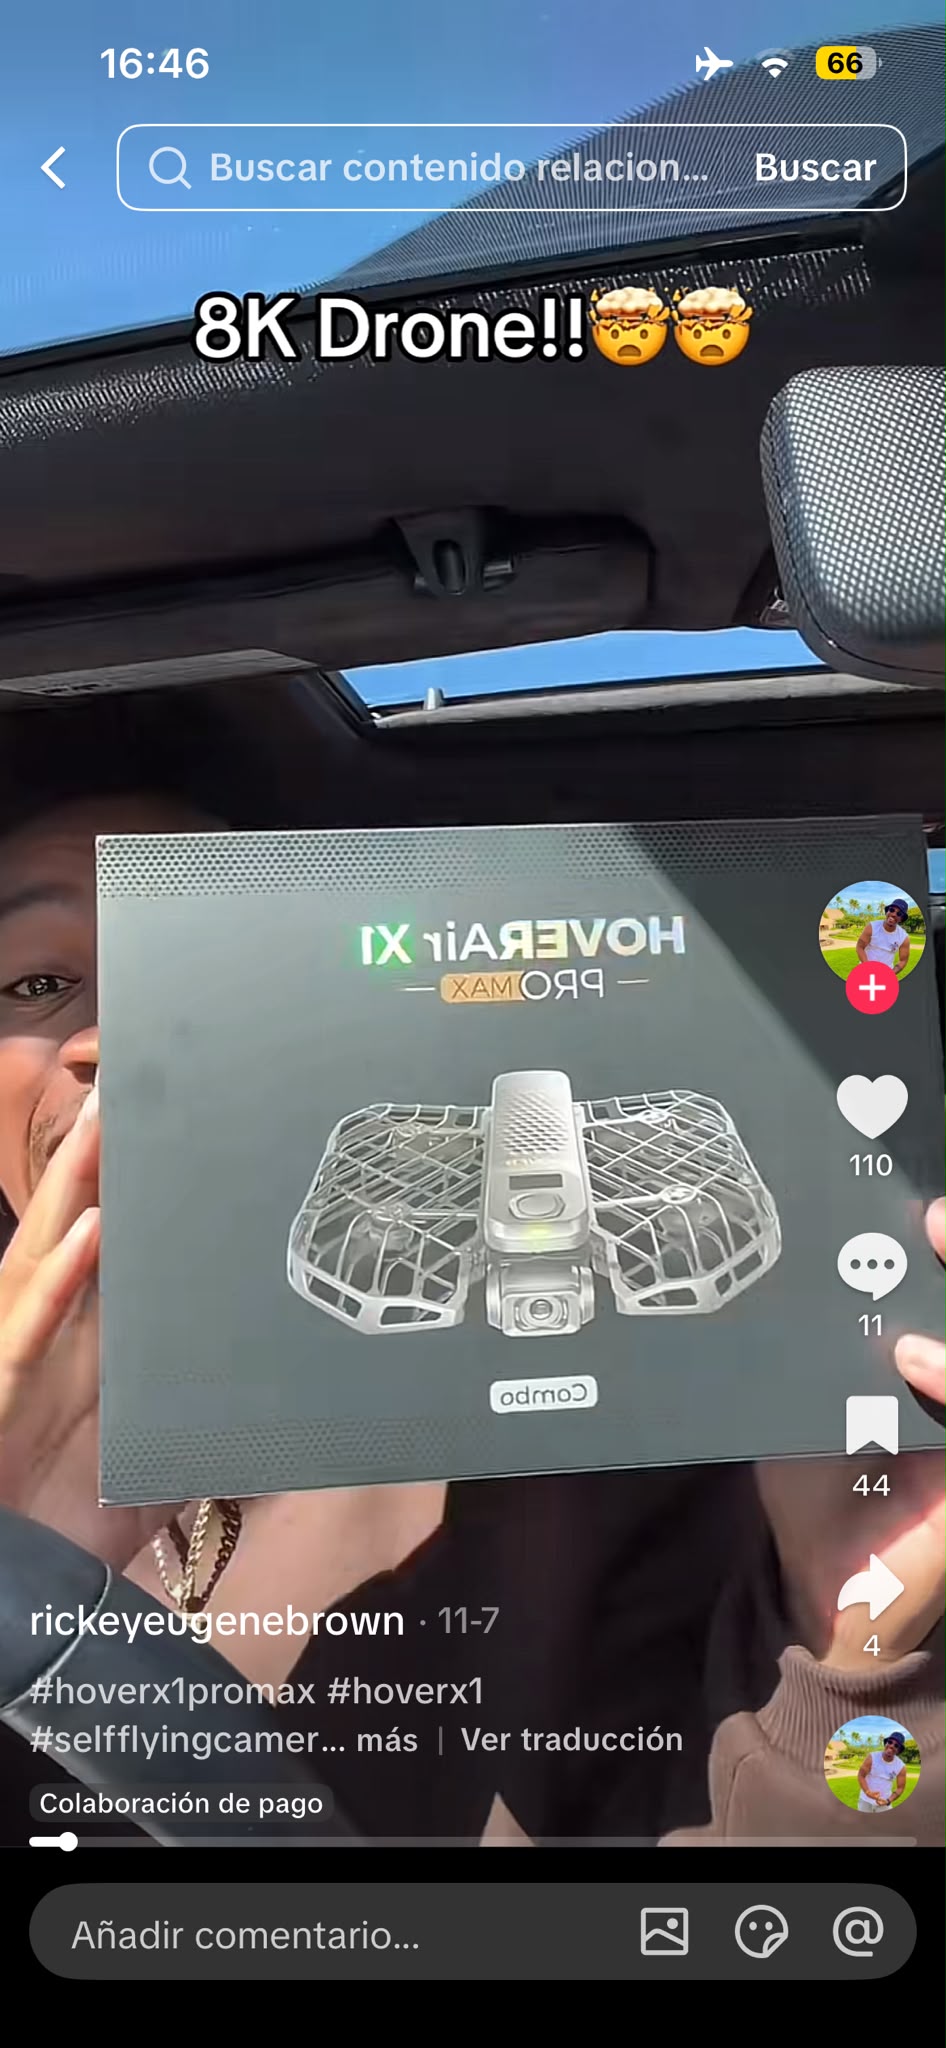 16:46
66
Buscar contenido relacion...
Buscar
8K Drone!!🤯🤯
HOVERAir X1
PRO MAX
Combo
110
11
44
4
rickeyeugenebrown · 11-7
#hoverx1promax #hoverx1
#selfflyingcamer... más | Ver traducción
Colaboración de pago
Añadir comentario...